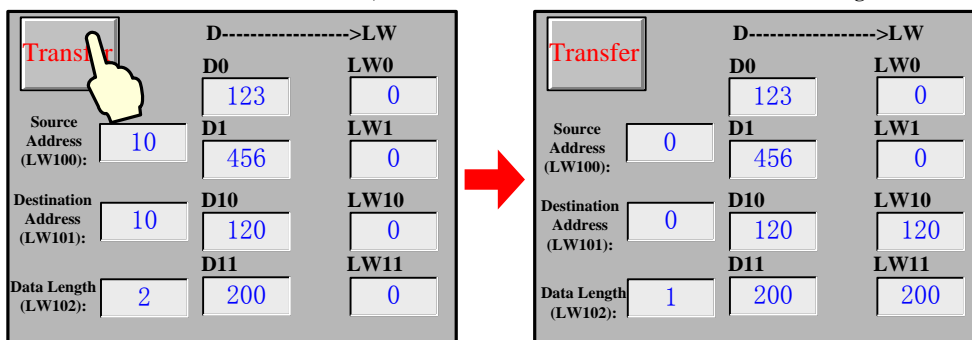 Transfer
D------------------>LW
D0 LW0
123 0
Source Address (LW100): 10
D1 LW1
456 0
Destination Address (LW101): 10
D10 LW10
120 0
D11 LW11
Data Length (LW102): 2
200 0
Transfer
D------------------>LW
D0 LW0
123 0
Source Address (LW100): 0
D1 LW1
456 0
Destination Address (LW101): 0
D10 LW10
120 120
D11 LW11
Data Length (LW102): 1
200 200